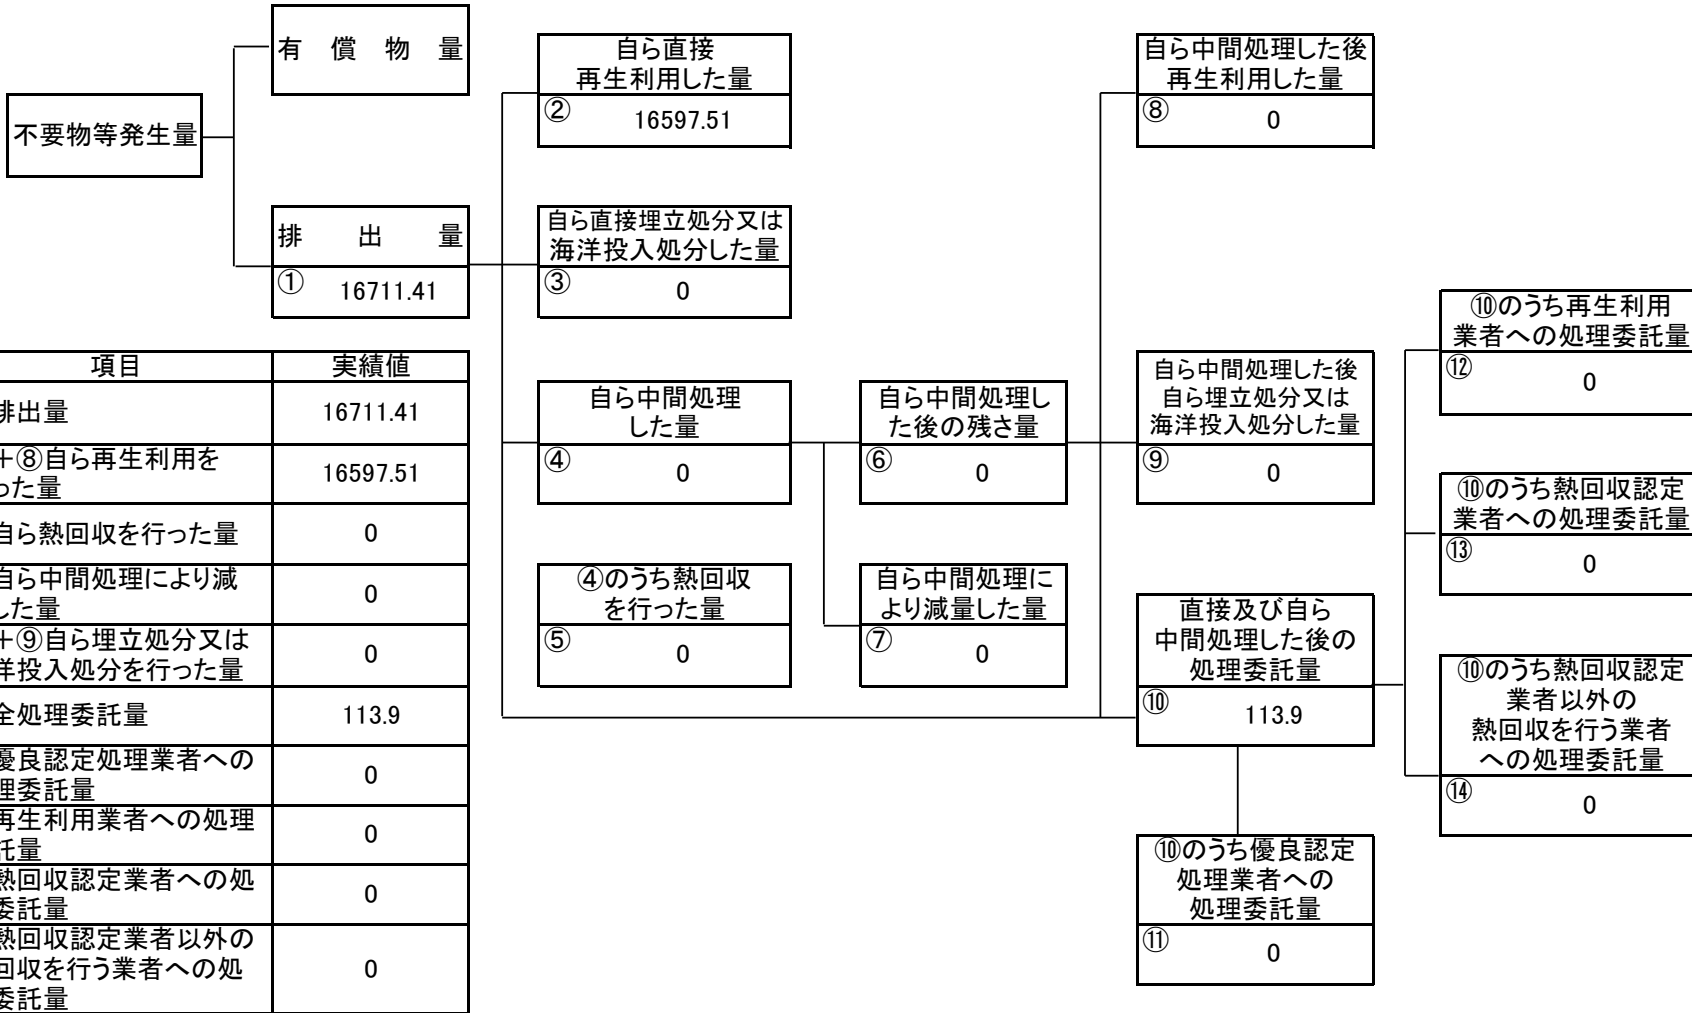 有償物量
不要物等発生量
排出量
① 16711.41
自ら直接
再生利用した量
② 16597.51
自ら直接埋立処分又は
海洋投入処分した量
③ 0
自ら中間処理
した量
④ 0
④のうち熱回収
を行った量
⑤ 0
自ら中間処理し
た後の残さ量
⑥ 0
自ら中間処理に
より減量した量
⑦ 0
自ら中間処理した後
再生利用した量
⑧ 0
自ら中間処理した後
自ら埋立処分又は
海洋投入処分した量
⑨ 0
直接及び自ら
中間処理した後の
処理委託量
⑩ 113.9
⑩のうち優良認定
処理業者への
処理委託量
⑪ 0
⑩のうち再生利用
業者への処理委託量
⑫ 0
⑩のうち熱回収認定
業者への処理委託量
⑬ 0
⑩のうち熱回収認定
業者以外の
熱回収を行う業者
への処理委託量
⑭ 0
項目 実績値
排出量 16711.41
+⑧自ら再生利用を
った量 16597.51
自ら熱回収を行った量 0
自ら中間処理により減
した量 0
+⑨自ら埋立処分又は
洋投入処分を行った量 0
全処理委託量 113.9
優良認定処理業者への
理委託量 0
再生利用業者への処理
託量 0
熱回収認定業者への処
委託量 0
熱回収認定業者以外の
回収を行う業者への処
委託量 0